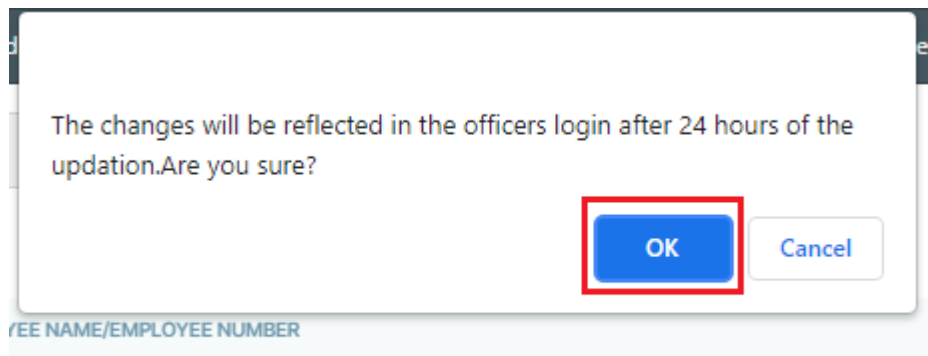 The changes will be reflected in the officers login after 24 hours of the
updation.Are you sure?
OK
Cancel
YEE NAME/EMPLOYEE NUMBER